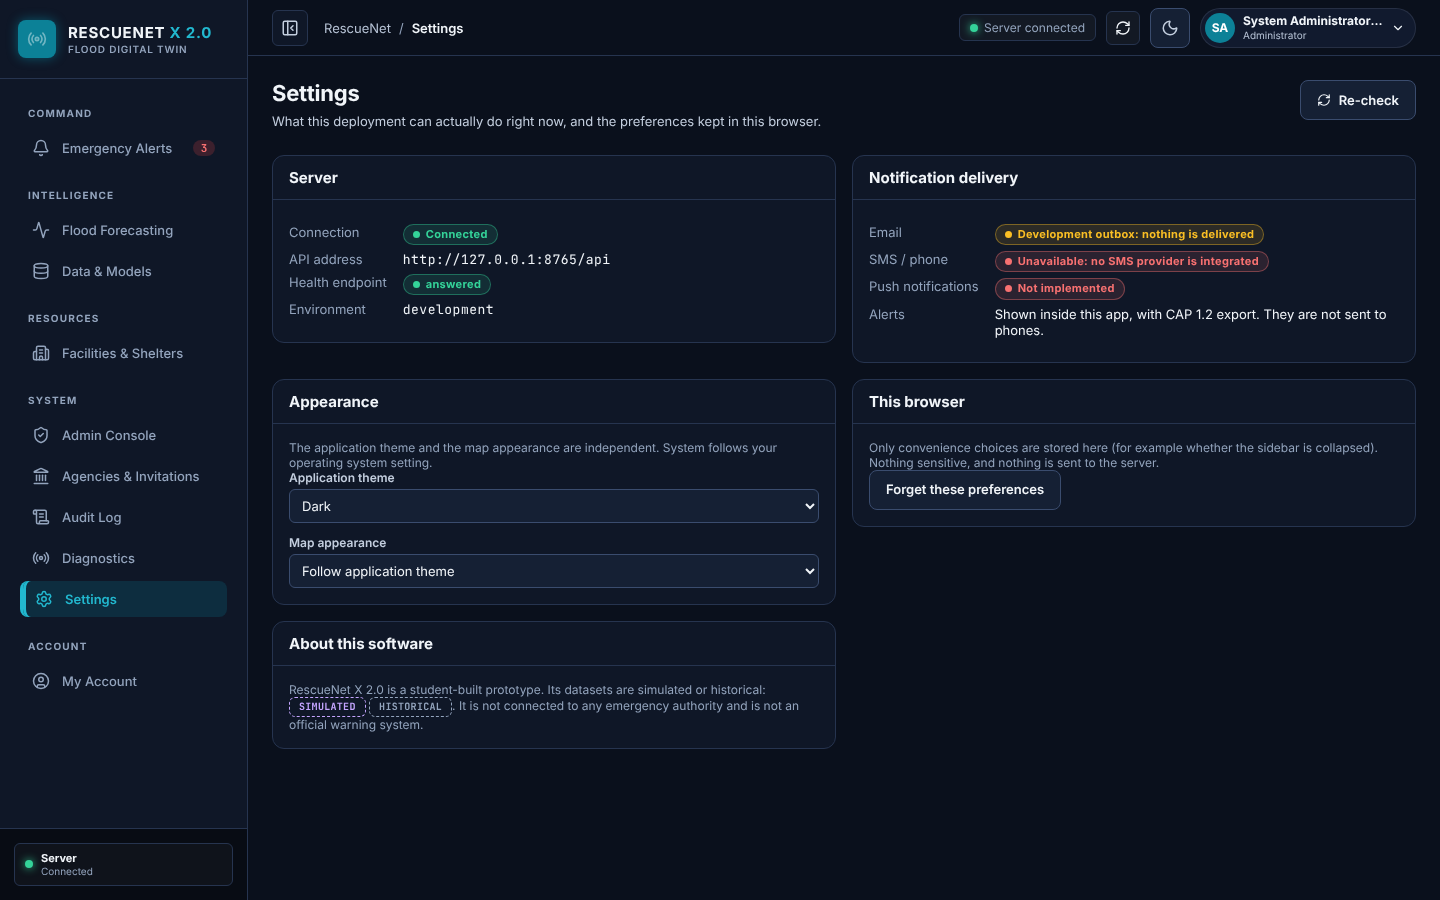 RESCUENET X 2.0
FLOOD DIGITAL TWIN
COMMAND
Emergency Alerts
3
INTELLIGENCE
Flood Forecasting
Data & Models
RESOURCES
Facilities & Shelters
SYSTEM
Admin Console
Agencies & Invitations
Audit Log
Diagnostics
Settings
ACCOUNT
My Account
Server
Connected
RescueNet / Settings
Server connected
SA
System Administrator...
Administrator
Settings
What this deployment can actually do right now, and the preferences kept in this browser.
Re-check
Server
Connection
Connected
API address
http://127.0.0.1:8765/api
Health endpoint
answered
Environment
development
Notification delivery
Email
Development outbox: nothing is delivered
SMS / phone
Unavailable: no SMS provider is integrated
Push notifications
Not implemented
Alerts
Shown inside this app, with CAP 1.2 export. They are not sent to
phones.
Appearance
The application theme and the map appearance are independent. System follows your
operating system setting.
Application theme
Dark
Map appearance
Follow application theme
This browser
Only convenience choices are stored here (for example whether the sidebar is collapsed).
Nothing sensitive, and nothing is sent to the server.
Forget these preferences
About this software
RescueNet X 2.0 is a student-built prototype. Its datasets are simulated or historical:
SIMULATED HISTORICAL. It is not connected to any emergency authority and is not an
official warning system.